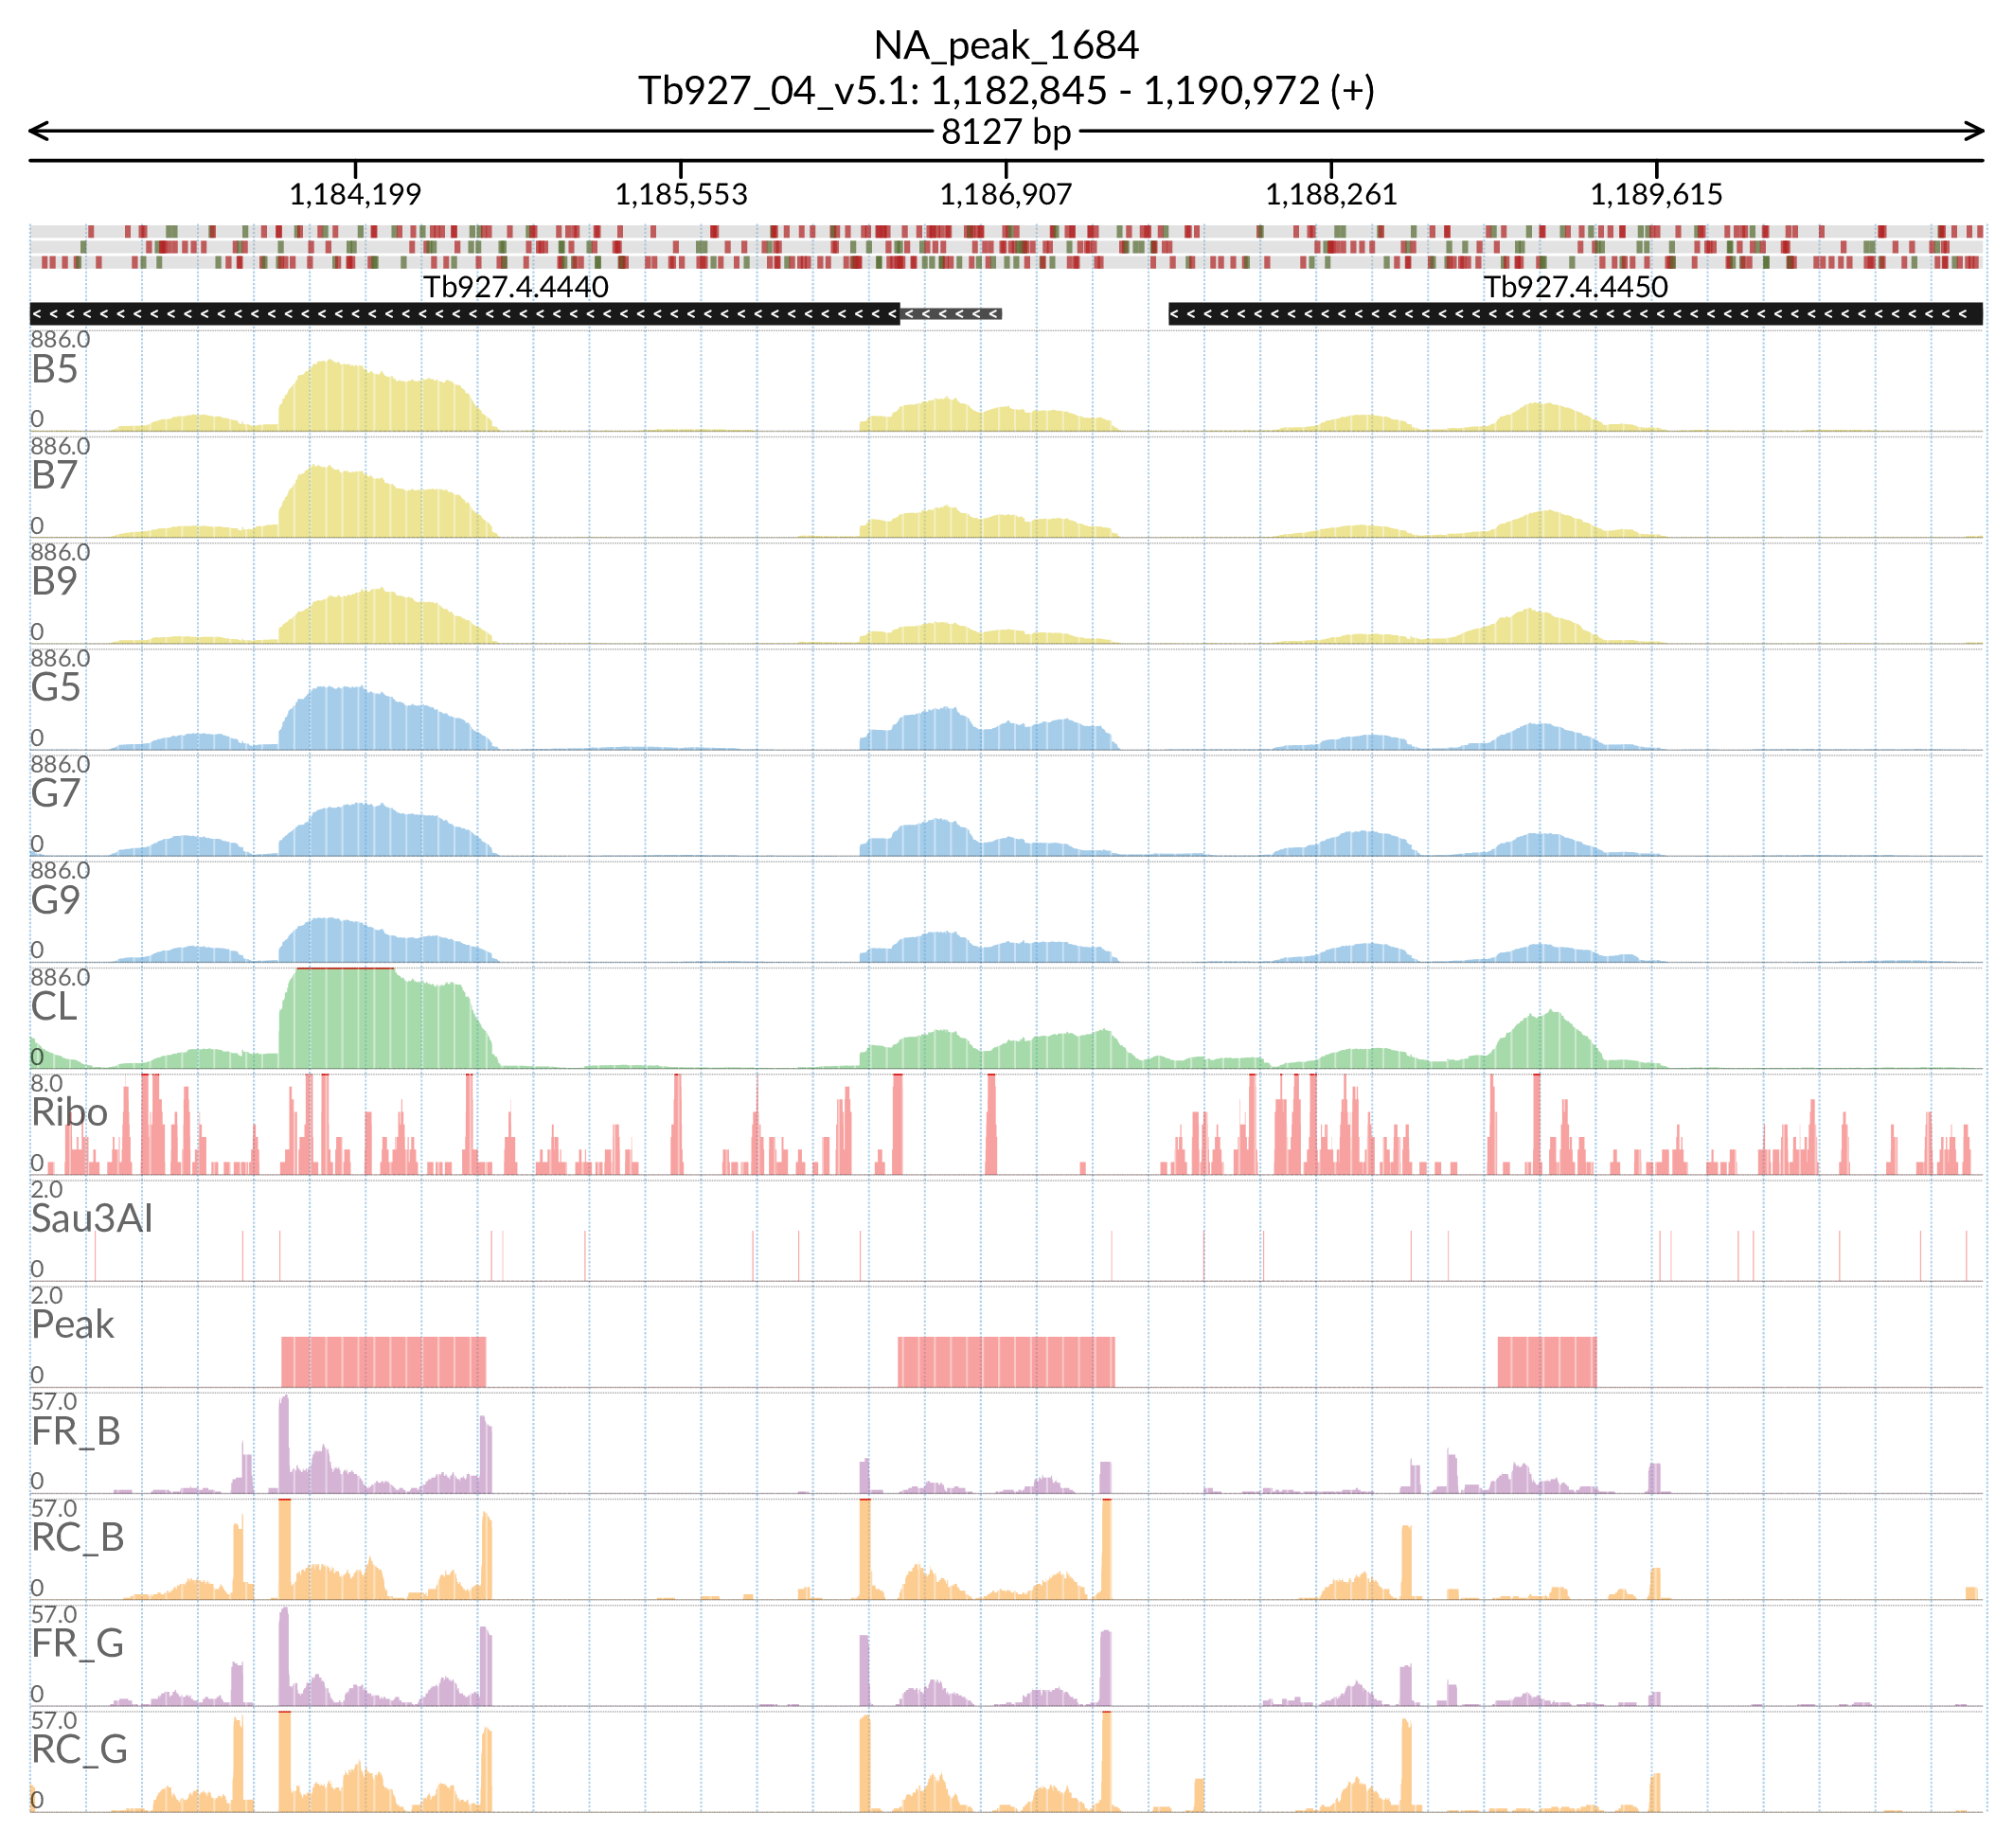 NA_peak_1684
Tb927_04_v5.1: 1,182,845 - 1,190,972 (+)
8127 bp
1,184,199 1,185,553 1,186,907 1,188,261 1,189,615
Tb927.4.4440 Tb927.4.4450
886.0
B5
0
886.0
B7
0
886.0
B9
0
886.0
G5
0
886.0
G7
0
886.0
G9
0
886.0
CL
0
8.0
Ribo
0
2.0
Sau3AI
0
2.0
Peak
0
57.0
FR_B
0
57.0
RC_B
0
57.0
FR_G
0
57.0
RC_G
0